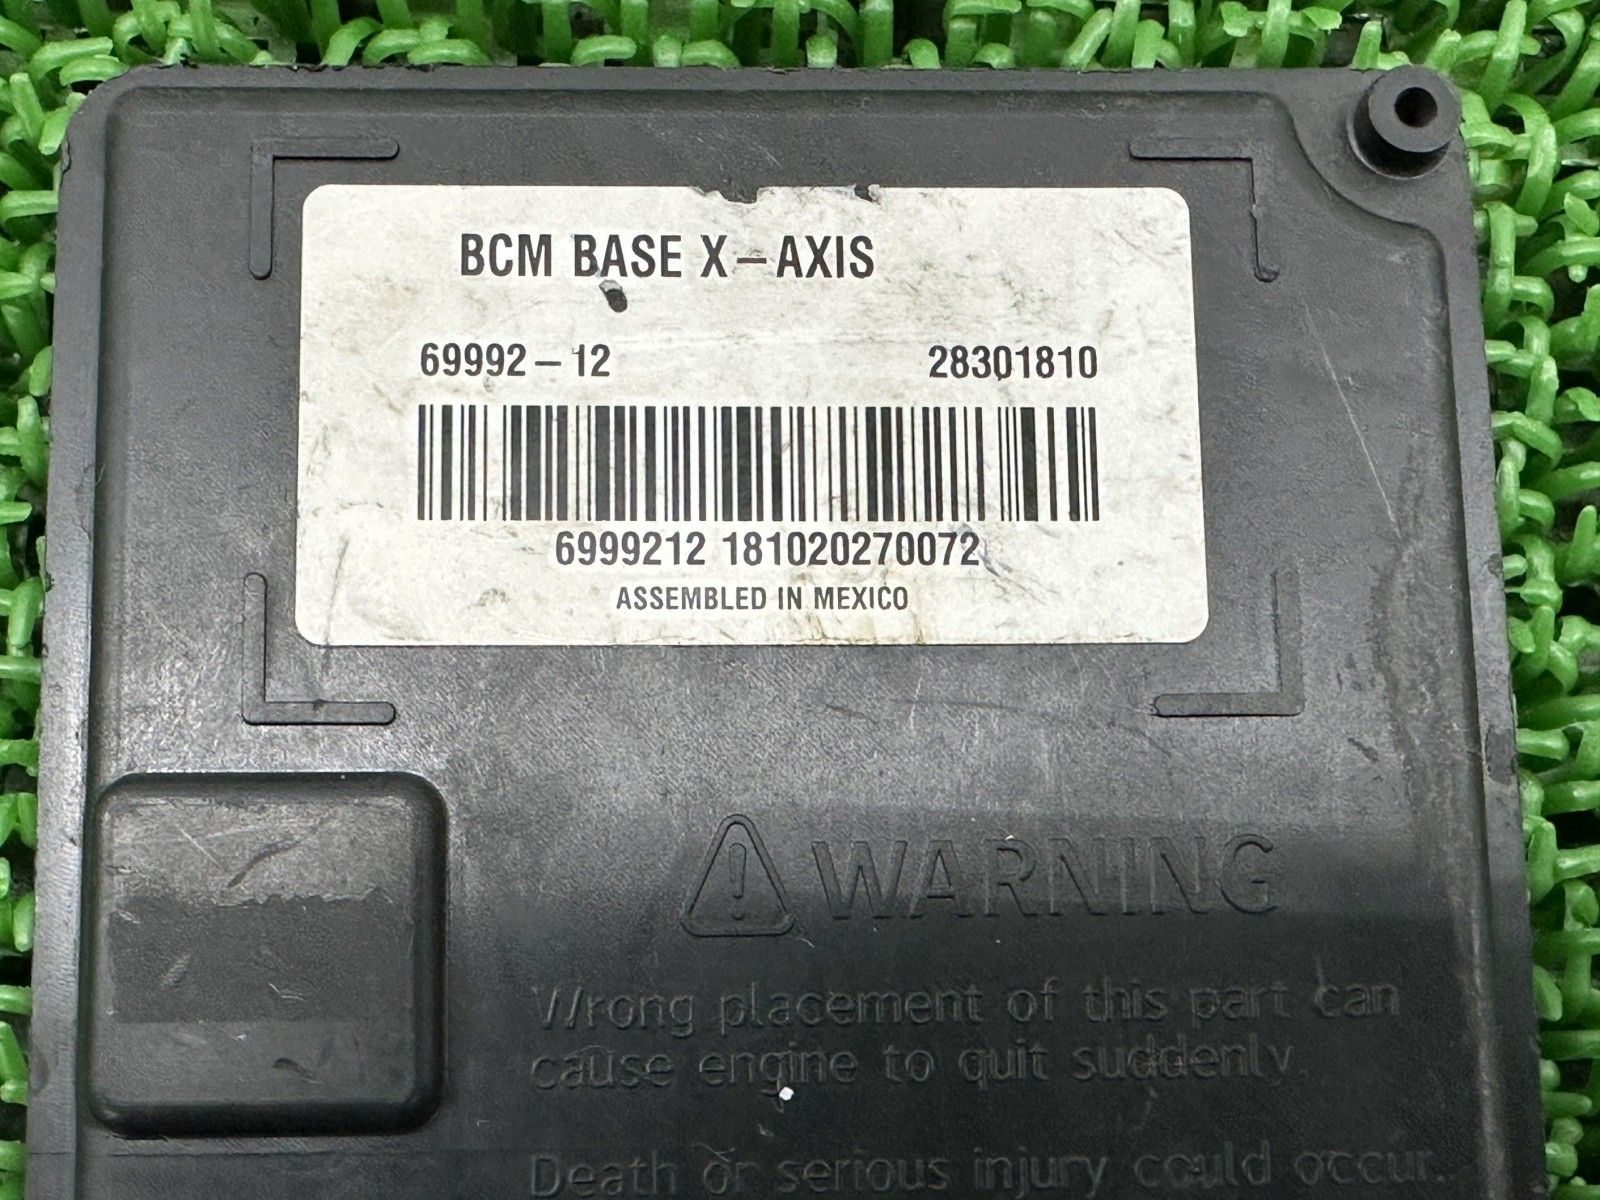 BCM BASE X-AXIS
69992-12 28301810
6999212 181020270072
ASSEMBLED IN MEXICO
WARNING
Wrong placement of this part can
cause engine to quit suddenly.
Death or serious injury could occur.